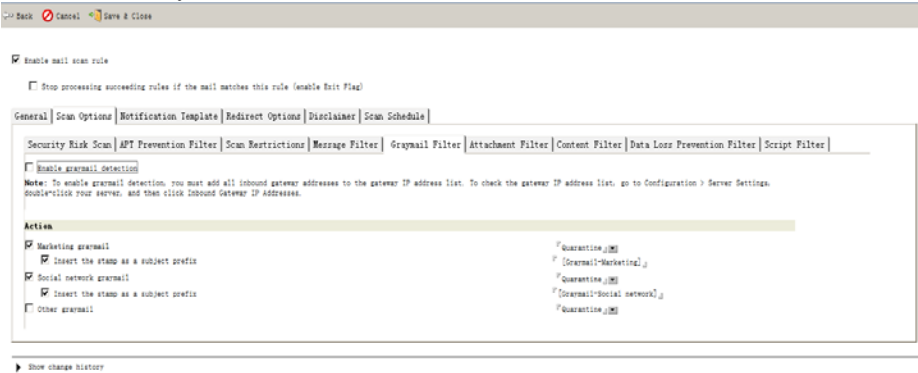 Back Cancel Save & Close
Enable mail scan rule
Stop processing succeeding rules if the mail matches this rule (enable Exit Flag)
General Scan Options Notification Template Redirect Options Disclaimer Scan Schedule
Security Risk Scan APT Prevention Filter Scan Restrictions Message Filter Graymail Filter Attachment Filter Content Filter Data Loss Prevention Filter Script Filter
Enable graymail detection
Note: To enable graymail detection, you must add all inbound gateway addresses to the gateway IP address list. To check the gateway IP address list, go to Configuration > Server Settings,
double-click your server, and then click Inbound Gateway IP Addresses.
Action
Marketing graymail Quarantine
Insert the stamp as a subject prefix [Graymail-Marketing]
Social network graymail Quarantine
Insert the stamp as a subject prefix [Graymail-Social network]
Other graymail Quarantine
Show change history